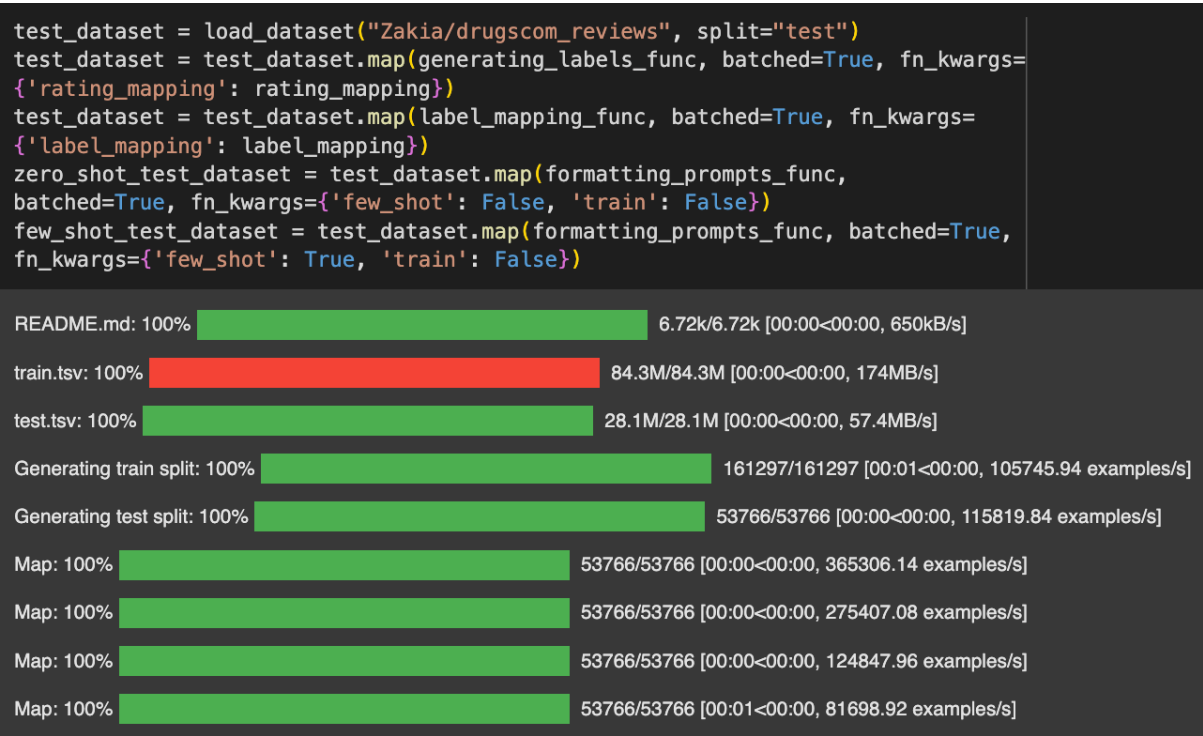 test_dataset = load_dataset("Zakia/drugscom_reviews", split="test")
test_dataset = test_dataset.map(generating_labels_func, batched=True, fn_kwargs=
{'rating_mapping': rating_mapping})
test_dataset = test_dataset.map(label_mapping_func, batched=True, fn_kwargs=
{'label_mapping': label_mapping})
zero_shot_test_dataset = test_dataset.map(formatting_prompts_func,
batched=True, fn_kwargs={'few_shot': False, 'train': False})
few_shot_test_dataset = test_dataset.map(formatting_prompts_func, batched=True,
fn_kwargs={'few_shot': True, 'train': False})
README.md: 100% 6.72k/6.72k [00:00<00:00, 650kB/s]
train.tsv: 100% 84.3M/84.3M [00:00<00:00, 174MB/s]
test.tsv: 100% 28.1M/28.1M [00:00<00:00, 57.4MB/s]
Generating train split: 100% 161297/161297 [00:01<00:00, 105745.94 examples/s]
Generating test split: 100% 53766/53766 [00:00<00:00, 115819.84 examples/s]
Map: 100% 53766/53766 [00:00<00:00, 365306.14 examples/s]
Map: 100% 53766/53766 [00:00<00:00, 275407.08 examples/s]
Map: 100% 53766/53766 [00:00<00:00, 124847.96 examples/s]
Map: 100% 53766/53766 [00:01<00:00, 81698.92 examples/s]